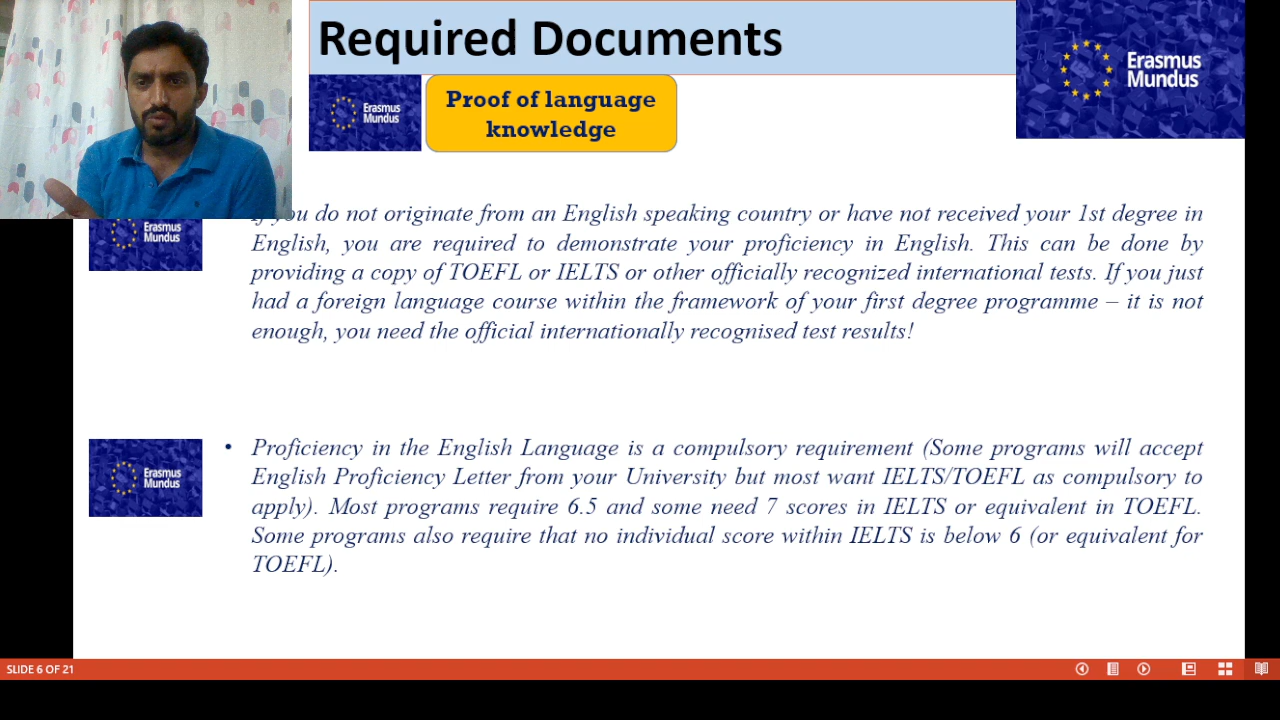 Required Documents
Erasmus
Mundus
Erasmus
Mundus
Proof of language
knowledge
Erasmus
Mundus
If you do not originate from an English speaking country or have not received your 1st degree in
English, you are required to demonstrate your proficiency in English. This can be done by
providing a copy of TOEFL or IELTS or other officially recognized international tests. If you just
had a foreign language course within the framework of your first degree programme – it is not
enough, you need the official internationally recognised test results!
Erasmus
Mundus
• Proficiency in the English Language is a compulsory requirement (Some programs will accept
English Proficiency Letter from your University but most want IELTS/TOEFL as compulsory to
apply). Most programs require 6.5 and some need 7 scores in IELTS or equivalent in TOEFL.
Some programs also require that no individual score within IELTS is below 6 (or equivalent for
TOEFL).
SLIDE 6 OF 21